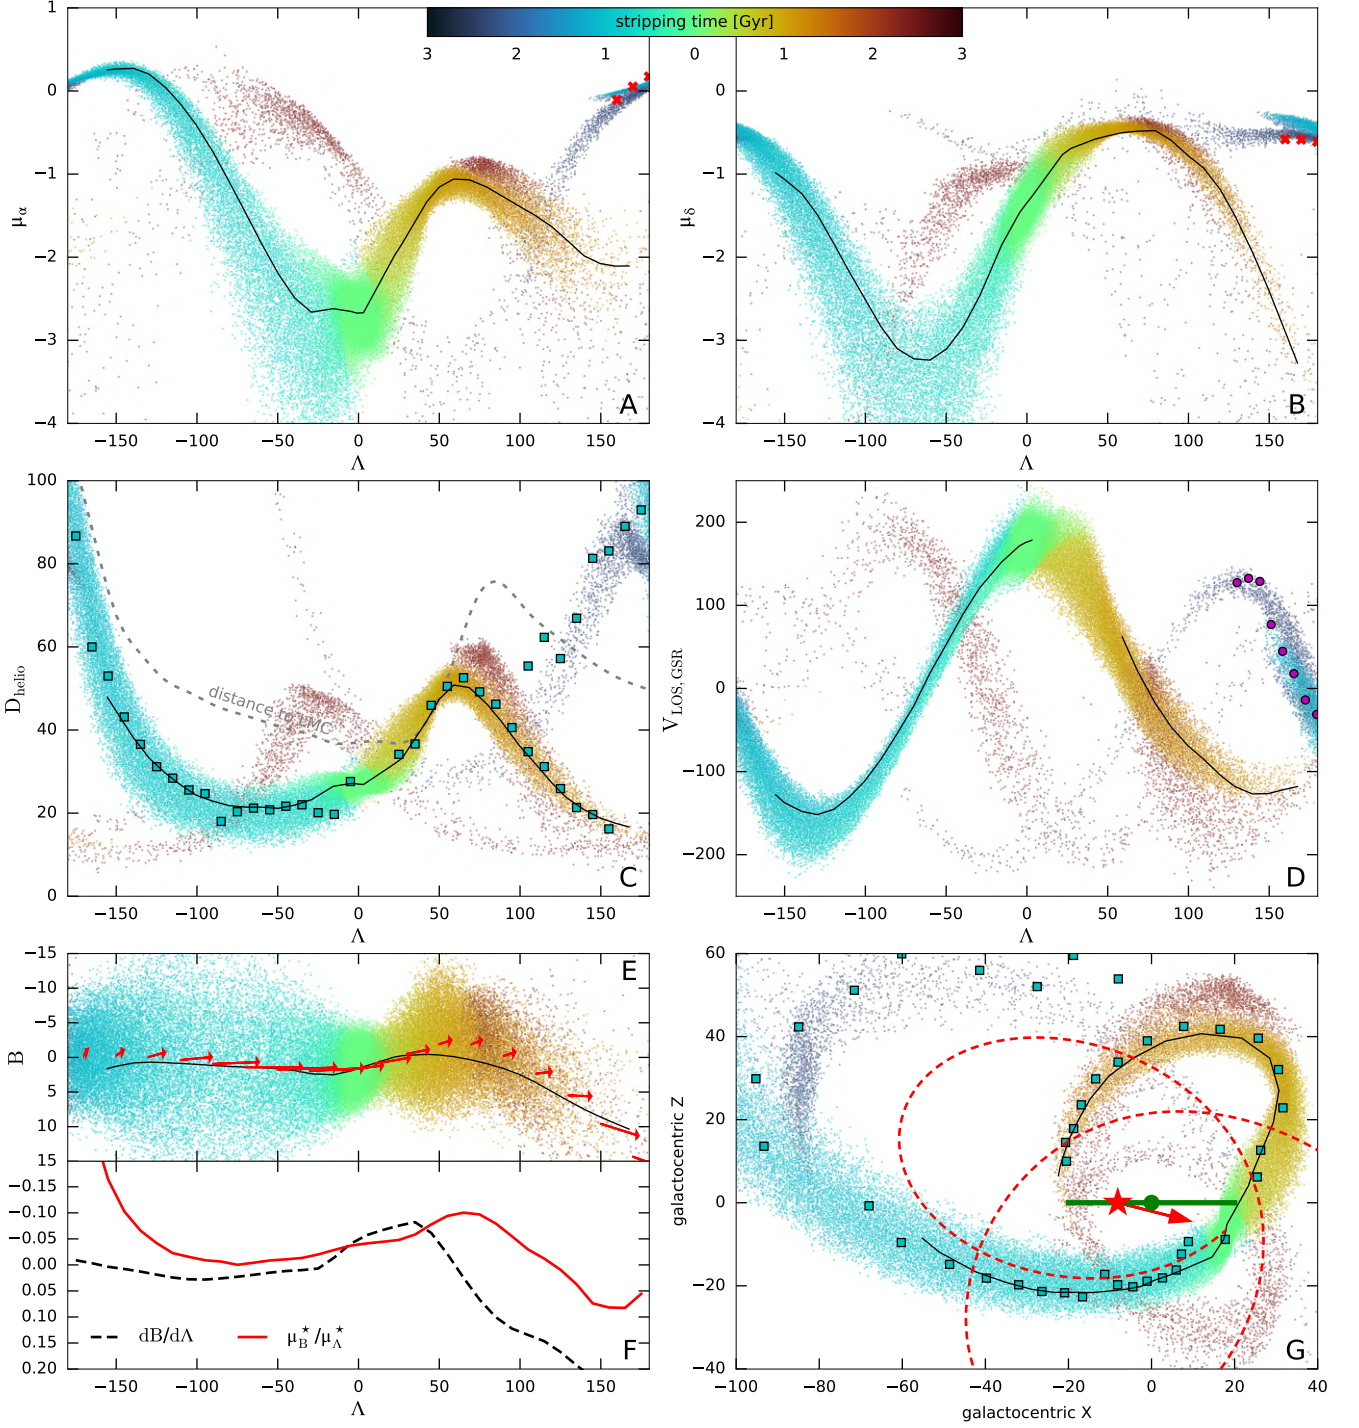 stripping time [Gyr]
3 2 1 0 1 2 3
1
0
−1
−2
−3
−4
μα
A
−150 −100 −50 0 50 100 150
Λ
1
0
−1
−2
−3
−4
μδ
B
−150 −100 −50 0 50 100 150
Λ
100
80
60
40
20
0
D_helio
distance to LMC
C
−150 −100 −50 0 50 100 150
Λ
200
100
0
−100
−200
V_LOS,GSR
D
−150 −100 −50 0 50 100 150
Λ
−15
−10
−5
0
5
10
15
B
E
−0.15
−0.10
−0.05
0.00
0.05
0.10
0.15
0.20
dB/dΛ
μ_B^⋆/μ_Λ^⋆
F
−150 −100 −50 0 50 100 150
Λ
60
40
20
0
−20
−40
galactocentric Z
G
−100 −80 −60 −40 −20 0 20 40
galactocentric X